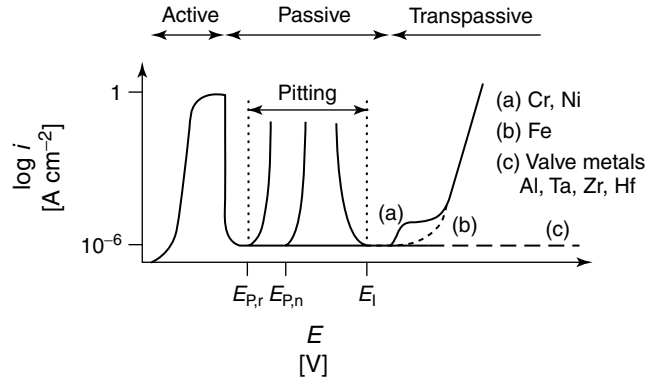 Active Passive Transpassive
1
Pitting
(a) Cr, Ni
(b) Fe
(c) Valve metals
Al, Ta, Zr, Hf
log i
[A cm⁻²]
(a)
(b)
(c)
10⁻⁶
E_P,r E_P,n E_I
E
[V]